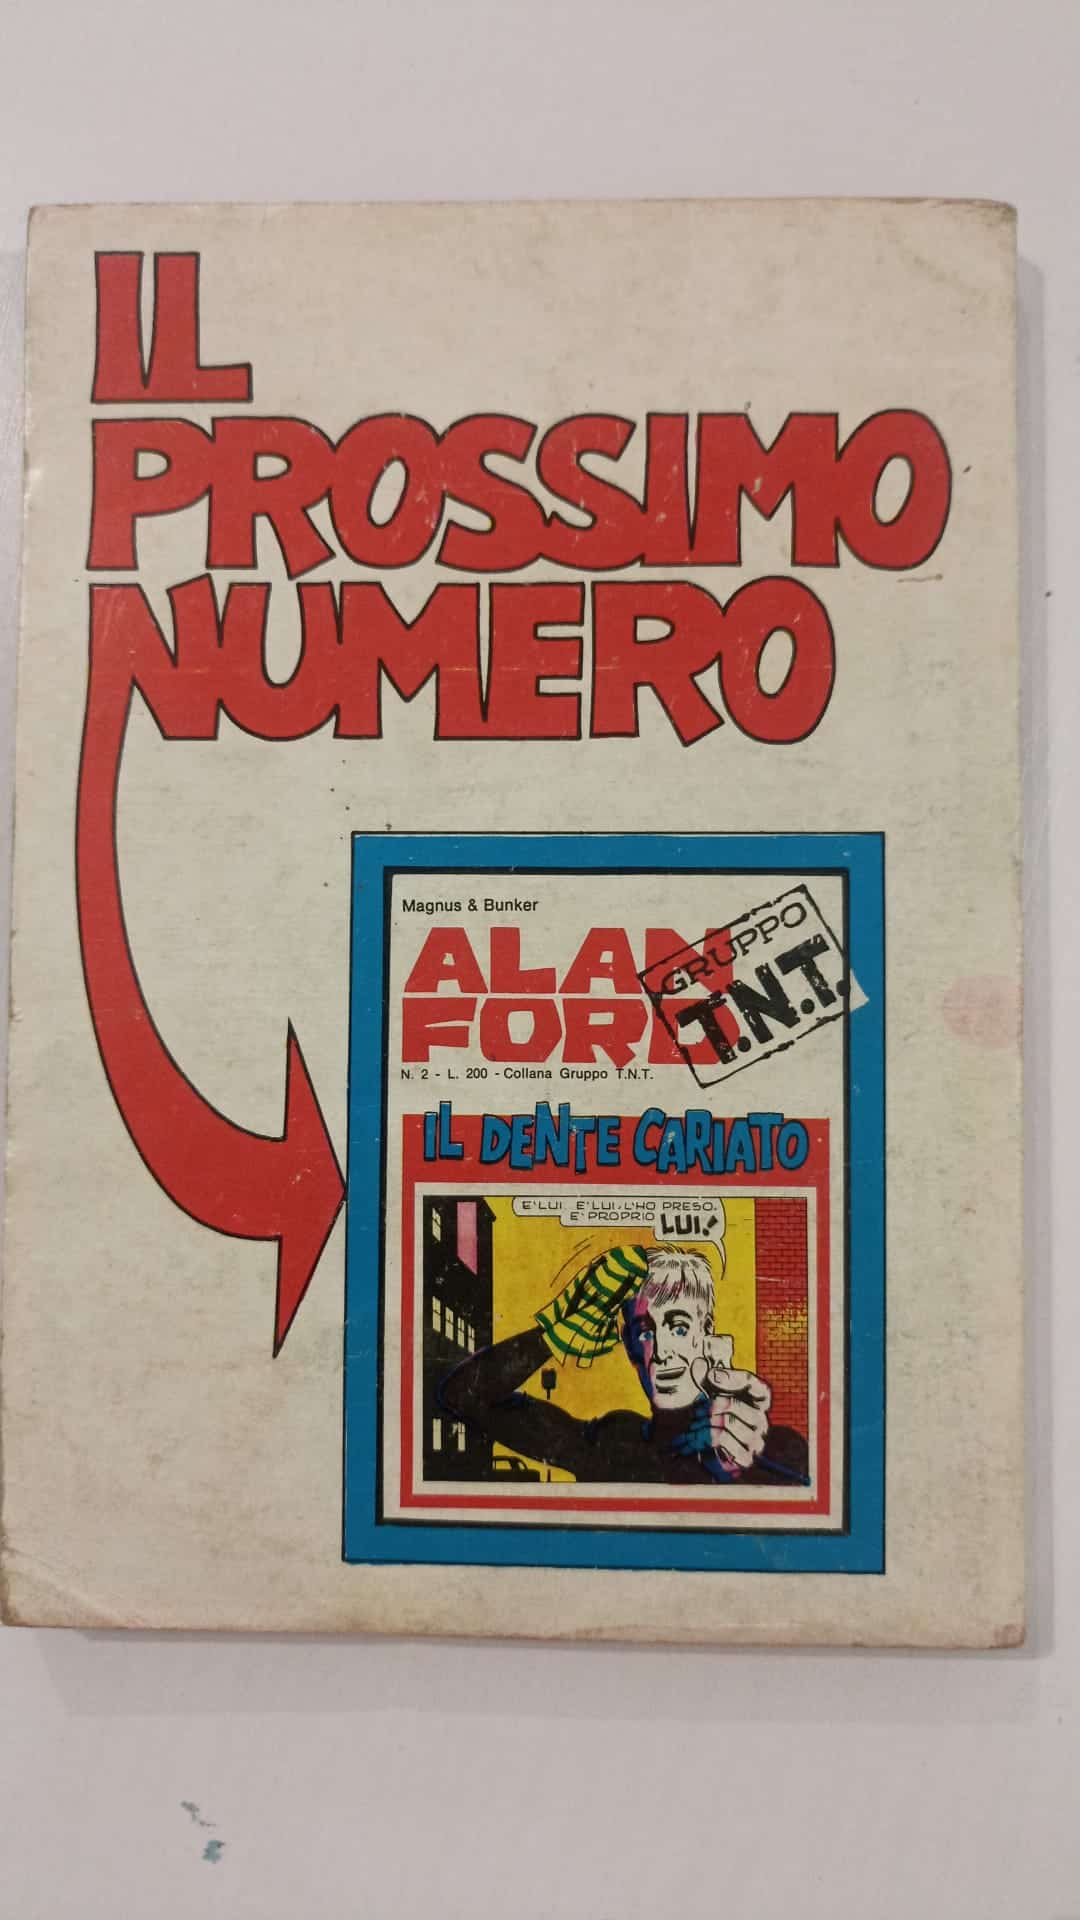 IL
PROSSIMO
NUMERO
Magnus & Bunker
ALAN
FORD
GRUPPO
T.N.T.
N. 2 - L. 200 - Collana Gruppo T.N.T.
IL DENTE CARIATO
E' LUI.. E' LUI, L'HO PRESO.
E' PROPRIO LUI!